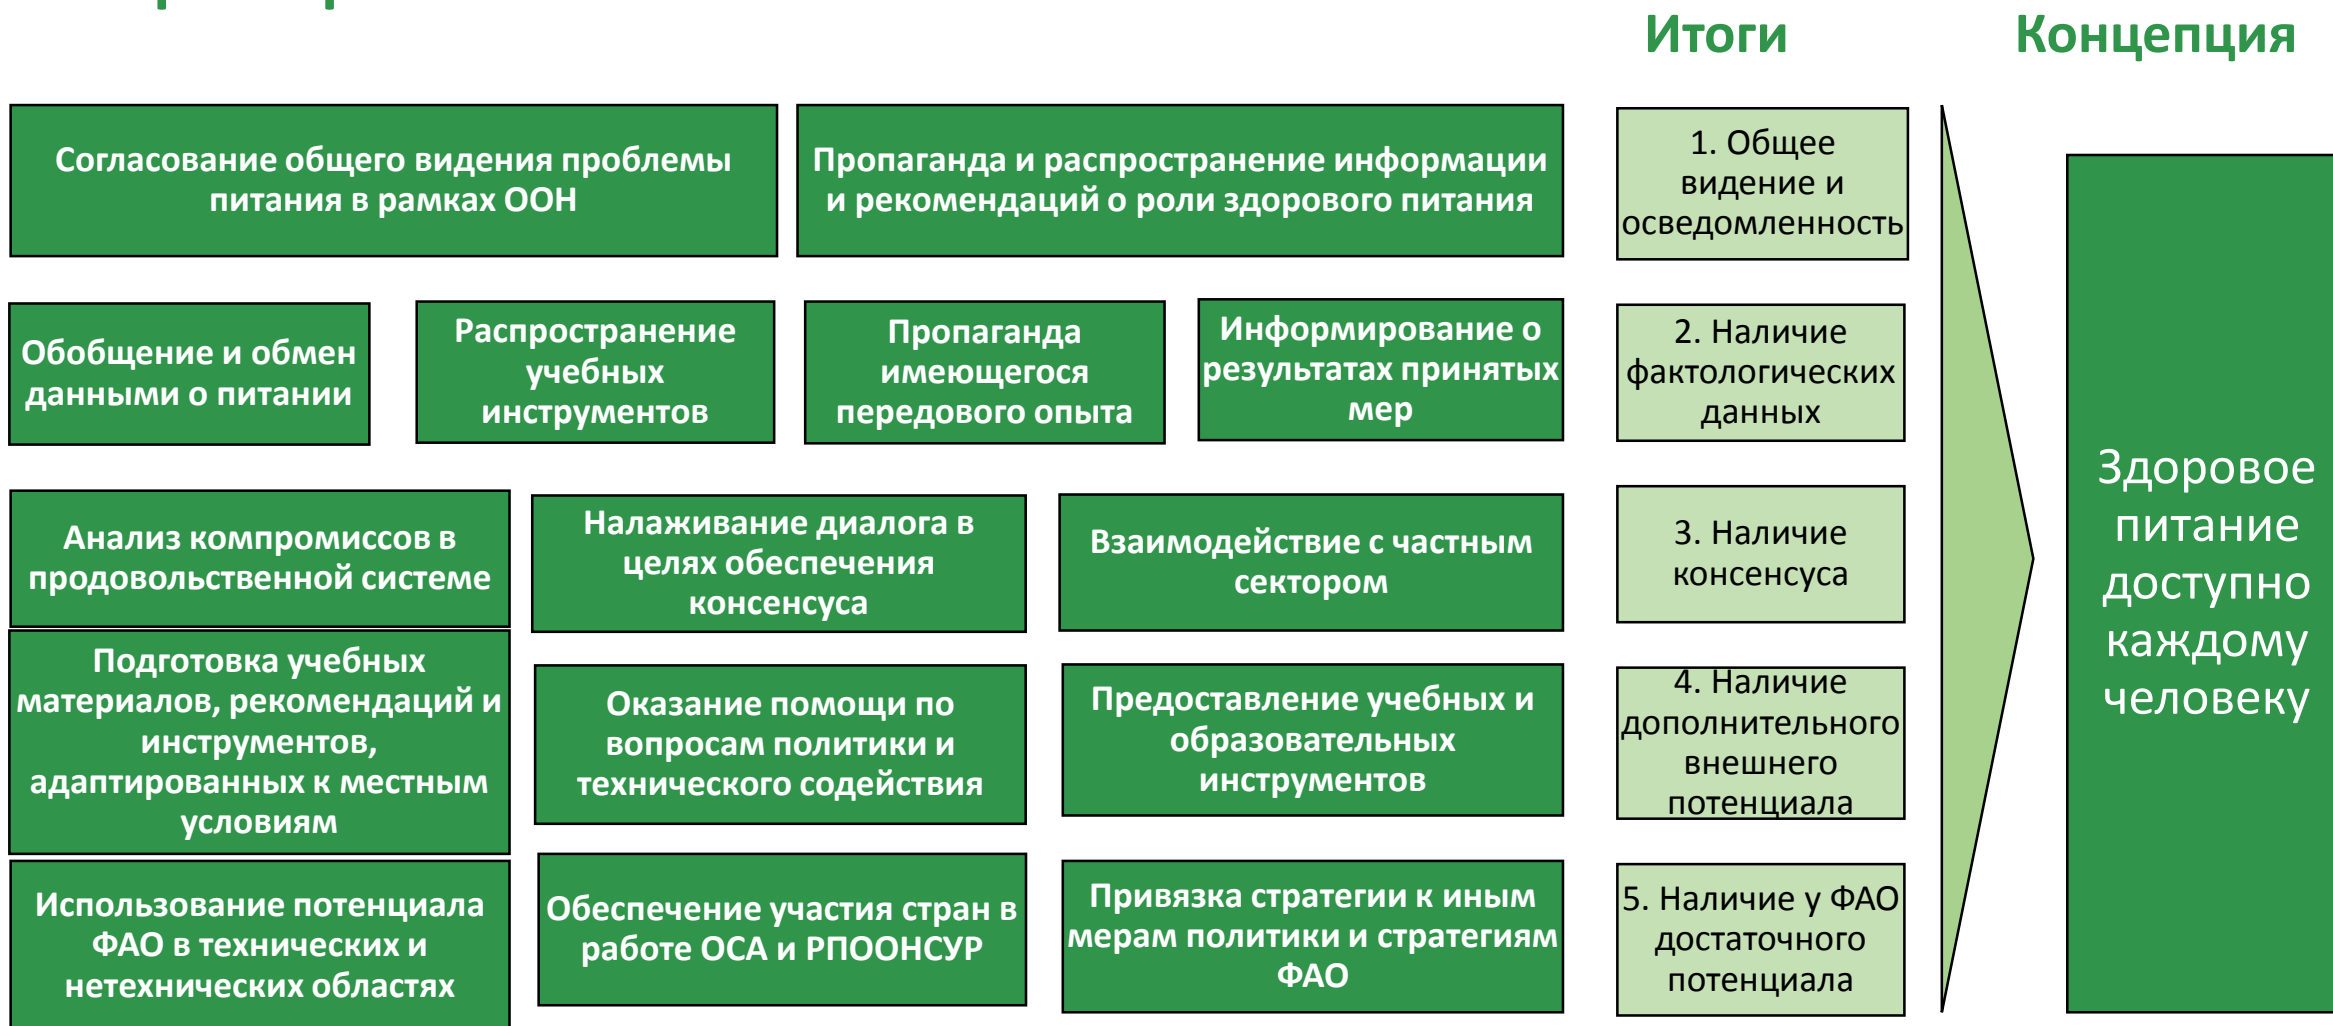 Итоги
Концепция
Согласование общего видения проблемы
питания в рамках ООН
Пропаганда и распространение информации
и рекомендаций о роли здорового питания
1. Общее
видение и
осведомленность
Обобщение и обмен
данными о питании
Распространение
учебных
инструментов
Пропаганда
имеющегося
передового опыта
Информирование о
результатах принятых
мер
2. Наличие
фактологических
данных
Анализ компромиссов в
продовольственной системе
Налаживание диалога в
целях обеспечения
консенсуса
Взаимодействие с частным
сектором
3. Наличие
консенсуса
Подготовка учебных
материалов, рекомендаций и
инструментов,
адаптированных к местным
условиям
Оказание помощи по
вопросам политики и
технического содействия
Предоставление учебных и
образовательных
инструментов
4. Наличие
дополнительного
внешнего
потенциала
Использование потенциала
ФАО в технических и
нетехнических областях
Обеспечение участия стран в
работе ОСА и РПООНСУР
Привязка стратегии к иным
мерам политики и стратегиям
ФАО
5. Наличие у ФАО
достаточного
потенциала
Здоровое
питание
доступно
каждому
человеку